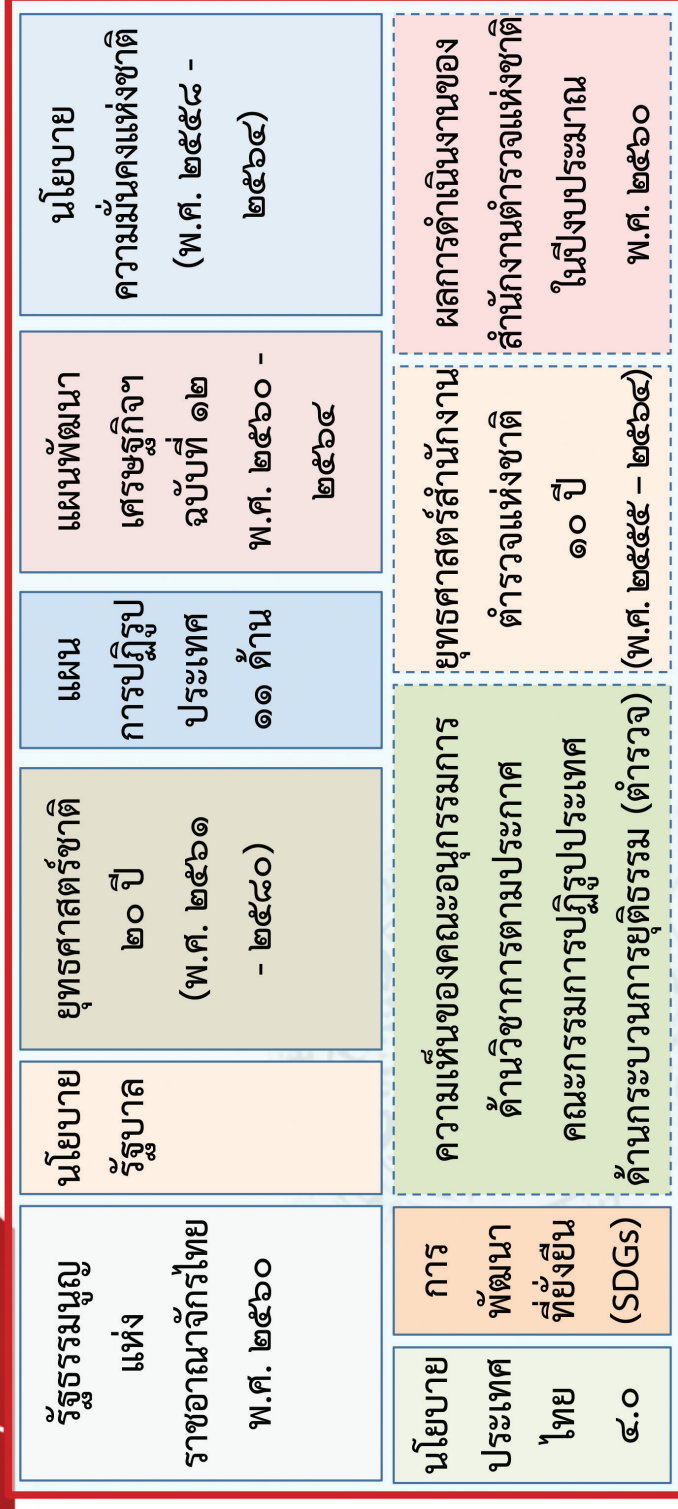 รัฐธรรมนูญ
แห่ง
ราชอาณาจักรไทย
พ.ศ. ๒๕๖๐
นโยบาย
รัฐบาล
ยุทธศาสตร์ชาติ
๒๐ ปี
(พ.ศ. ๒๕๖๑
- ๒๕๘๐)
แผน
การปฏิรูป
ประเทศ
๑๑ ด้าน
แผนพัฒนา
เศรษฐกิจฯ
ฉบับที่ ๑๒
พ.ศ. ๒๕๖๐ -
๒๕๖๔
นโยบาย
ความมั่นคงแห่งชาติ
(พ.ศ. ๒๕๕๘ -
๒๕๖๔)
นโยบาย
ประเทศ
ไทย
๔.๐
การ
พัฒนา
ที่ยั่งยืน
(SDGs)
ความเห็นของคณะอนุกรรมการ
ด้านวิชาการตามประกาศ
คณะกรรมการปฏิรูปประเทศ
ด้านกระบวนการยุติธรรม (ตำรวจ)
ยุทธศาสตร์สำนักงาน
ตำรวจแห่งชาติ
๑๐ ปี
(พ.ศ. ๒๕๕๕ – ๒๕๖๔)
ผลการดำเนินงานของ
สำนักงานตำรวจแห่งชาติ
ในปีงบประมาณ
พ.ศ. ๒๕๖๐